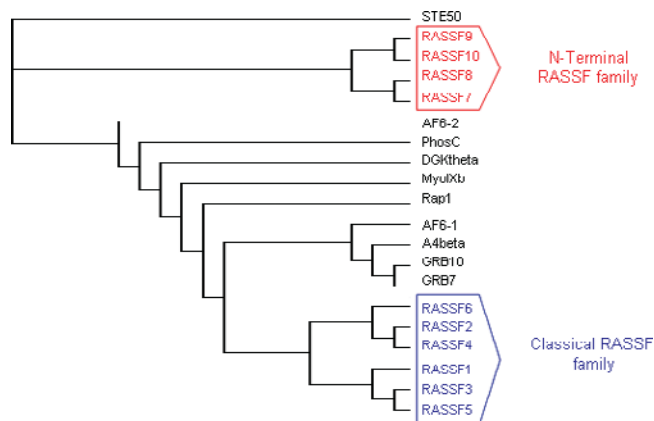 STE50
RASSF9
RASSF10
RASSF8
RASSF7
N-Terminal
RASSF family
AF6-2
PhosC
DGKtheta
MyoIXb
Rap1
AF6-1
A4beta
GRB10
GRB7
RASSF6
RASSF2
RASSF4
RASSF1
RASSF3
RASSF5
Classical RASSF
family